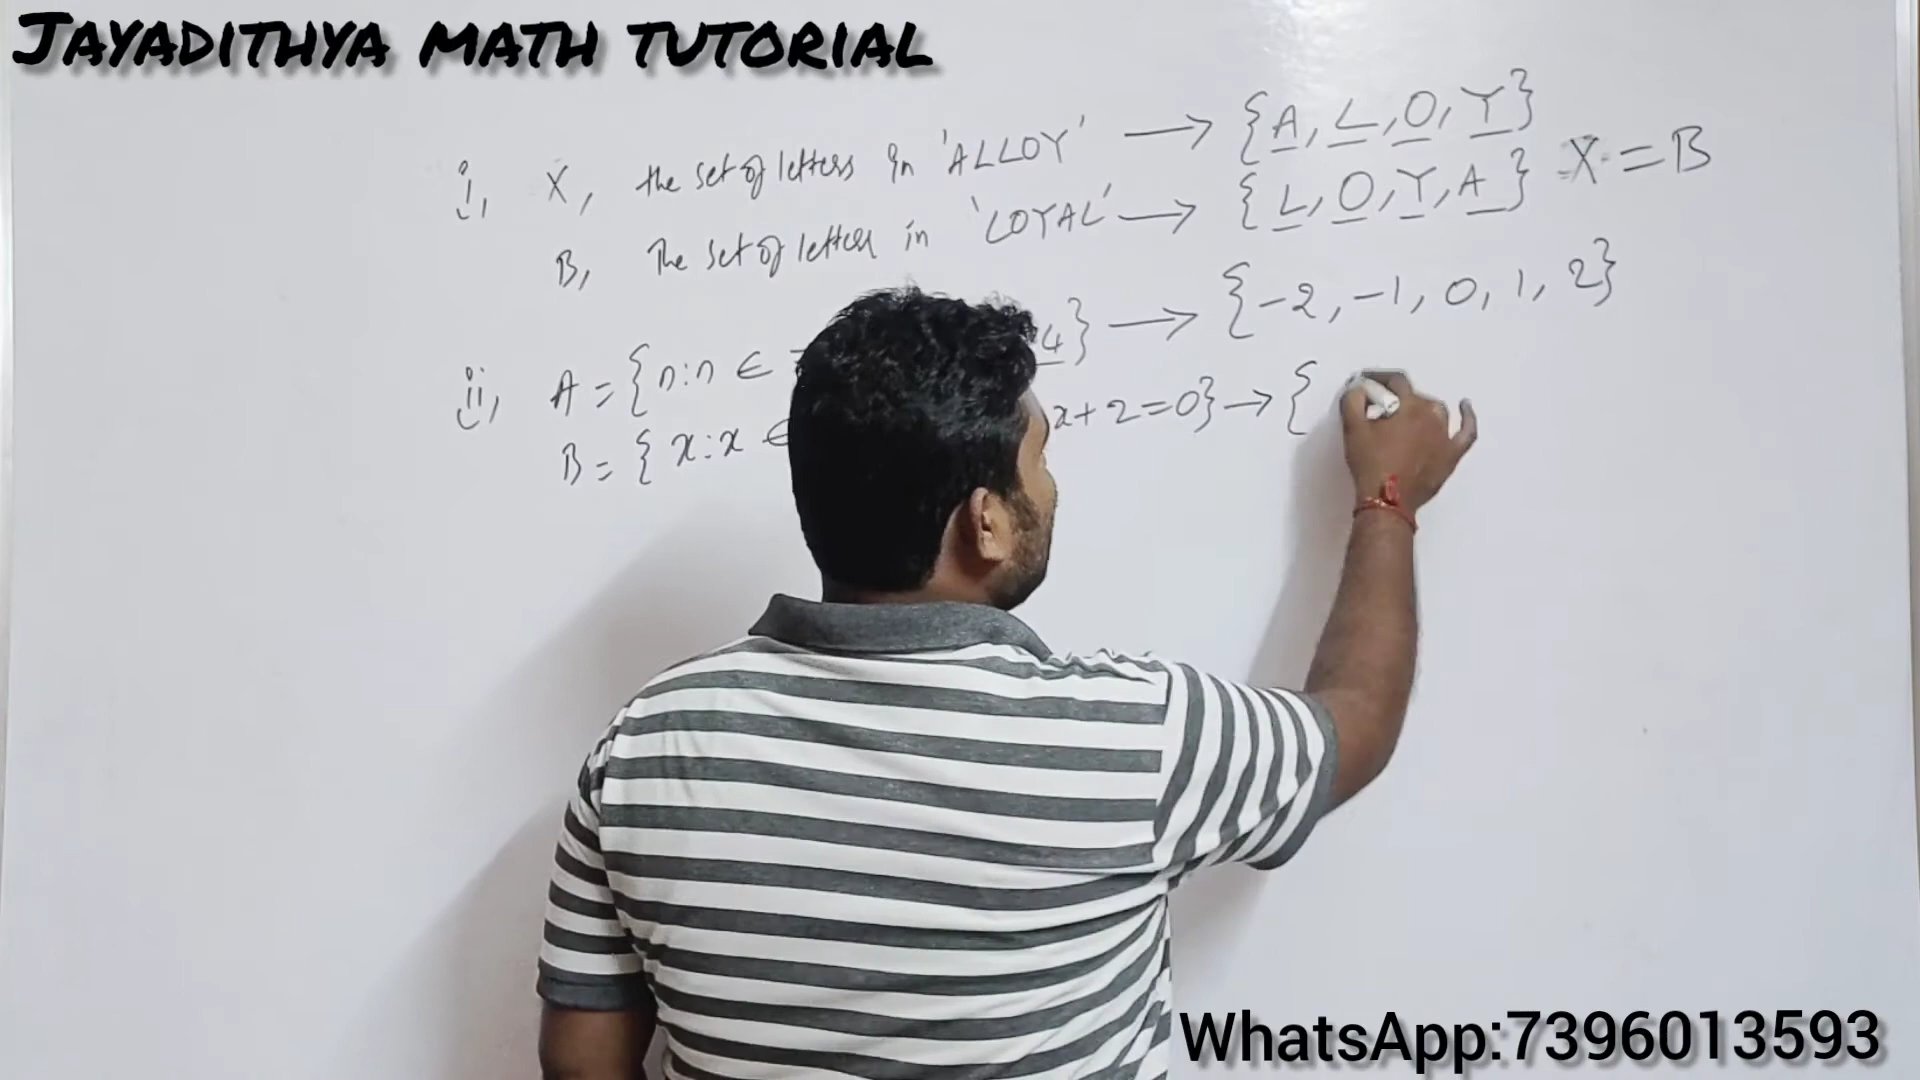 JAYADITHYA MATH TUTORIAL
i, X, the set of letters in 'ALLOY' → {A, L, O, Y}
B, The set of letters in 'LOYAL' → {L, O, Y, A} X = B
ii, A = {n:n ∈ 4} → {-2, -1, 0, 1, 2}
B = {x:x ∈ x+2=0} → {
WhatsApp:7396013593